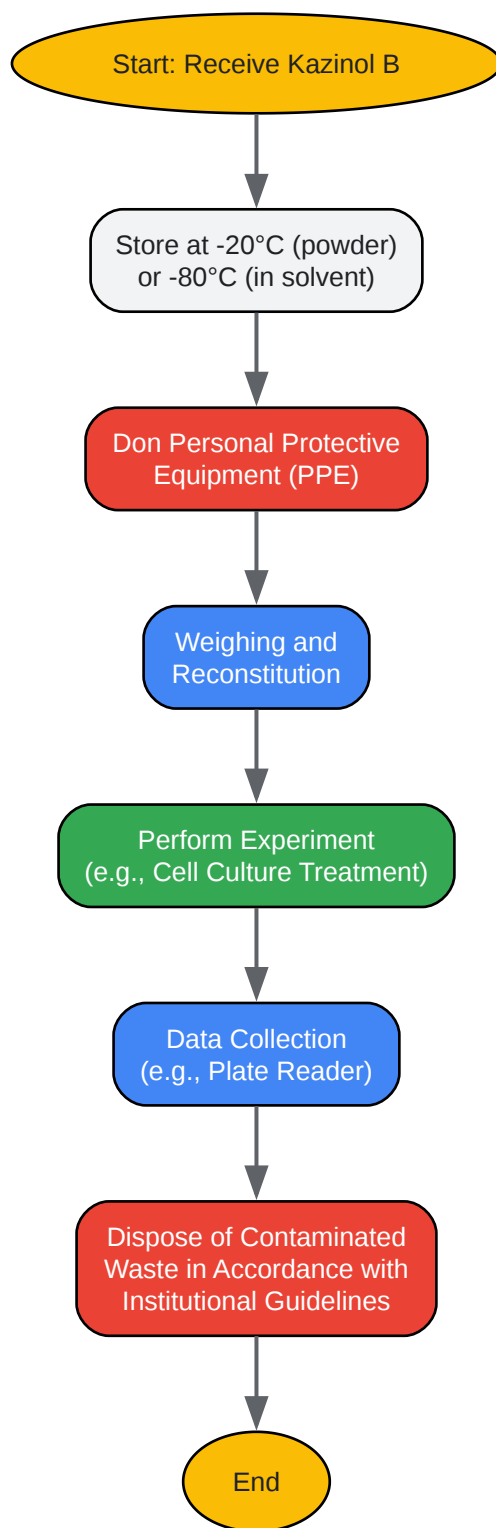 Start: Receive Kazinol B
Store at -20°C (powder)
or -80°C (in solvent)
Don Personal Protective
Equipment (PPE)
Weighing and
Reconstitution
Perform Experiment
(e.g., Cell Culture Treatment)
Data Collection
(e.g., Plate Reader)
Dispose of Contaminated
Waste in Accordance with
Institutional Guidelines
End